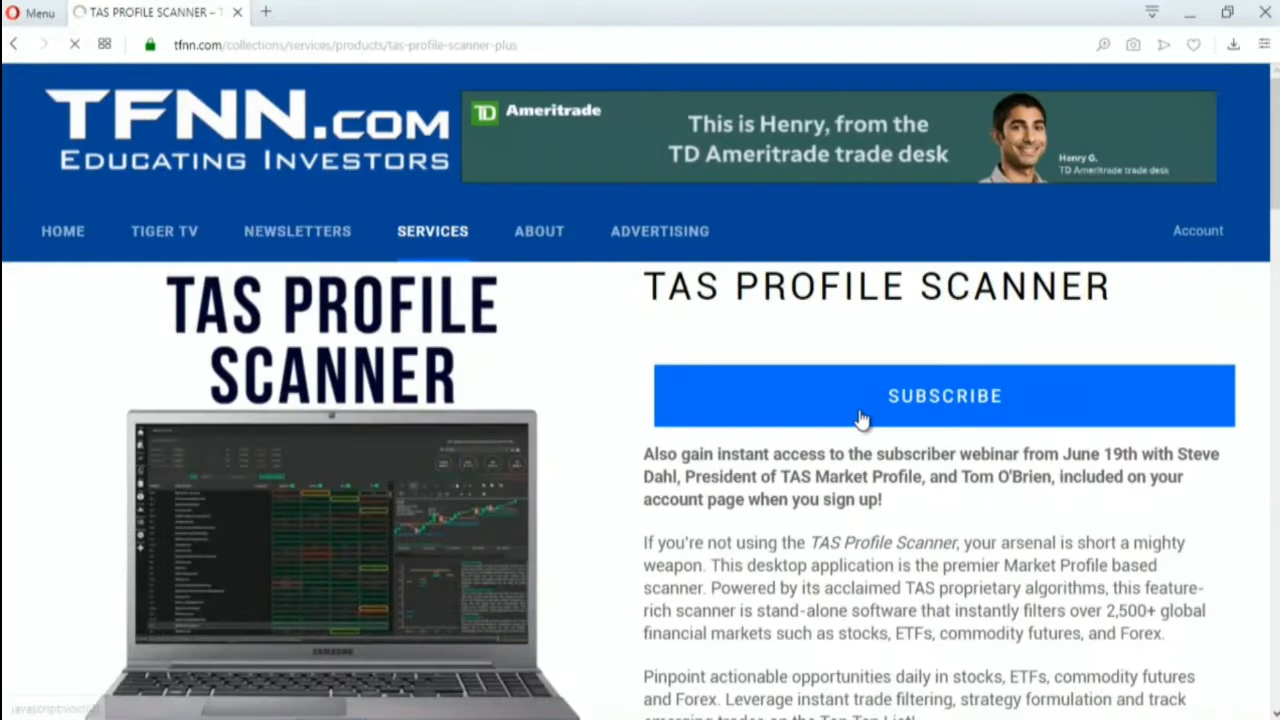 Menu
TAS PROFILE SCANNER – T
tfnn.com/collections/services/products/tas-profile-scanner-plus
TFNN.COM
EDUCATING INVESTORS
TD Ameritrade
This is Henry, from the
TD Ameritrade trade desk
Henry G.
TD Ameritrade trade desk
HOME TIGER TV NEWSLETTERS SERVICES ABOUT ADVERTISING Account
TAS PROFILE
SCANNER
SAMSUNG
TAS PROFILE SCANNER
SUBSCRIBE
Also gain instant access to the subscriber webinar from June 19th with Steve
Dahl, President of TAS Market Profile, and Tom O'Brien, included on your
account page when you sign up!
If you're not using the TAS Profile Scanner, your arsenal is short a mighty
weapon. This desktop application is the premier Market Profile based
scanner. Powered by its acclaimed TAS proprietary algorithms, this feature-
rich scanner is stand-alone software that instantly filters over 2,500+ global
financial markets such as stocks, ETFs, commodity futures, and Forex.
Pinpoint actionable opportunities daily in stocks, ETFs, commodity futures
and Forex. Leverage instant trade filtering, strategy formulation and track
emerging trades on the Top Ten List!